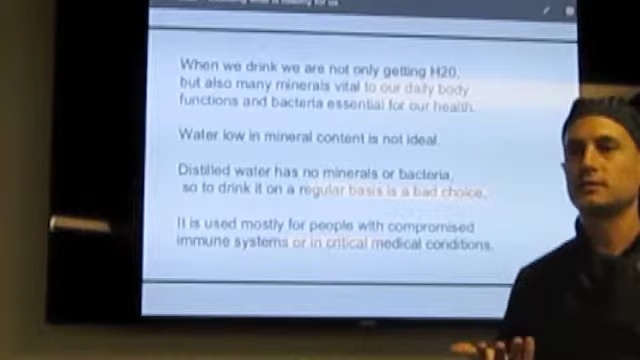 When we drink we are not only getting H20,
but also many minerals vital to our daily body
functions and bacteria essential for our health.
Water low in mineral content is not ideal.
Distilled water has no minerals or bacteria,
so to drink it on a regular basis is a bad choice.
It is used mostly for people with compromised
immune systems or in critical medical conditions.